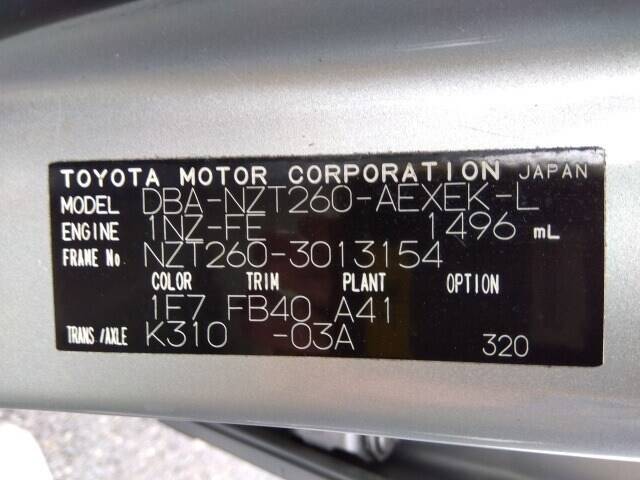 TOYOTA MOTOR CORPORATION JAPAN
MODEL DBA-NZT260-AEXEK-L
ENGINE 1NZ-FE 1496 mL
FRAME No NZT260-3013154
COLOR TRIM PLANT OPTION
1E7 FB40 A41
TRANS./AXLE K310 -03A 320